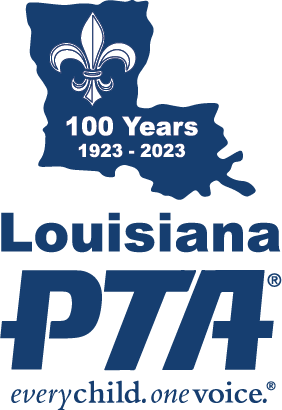 100 Years
1923 - 2023
Louisiana
PTA®
everychild.onevoice.®